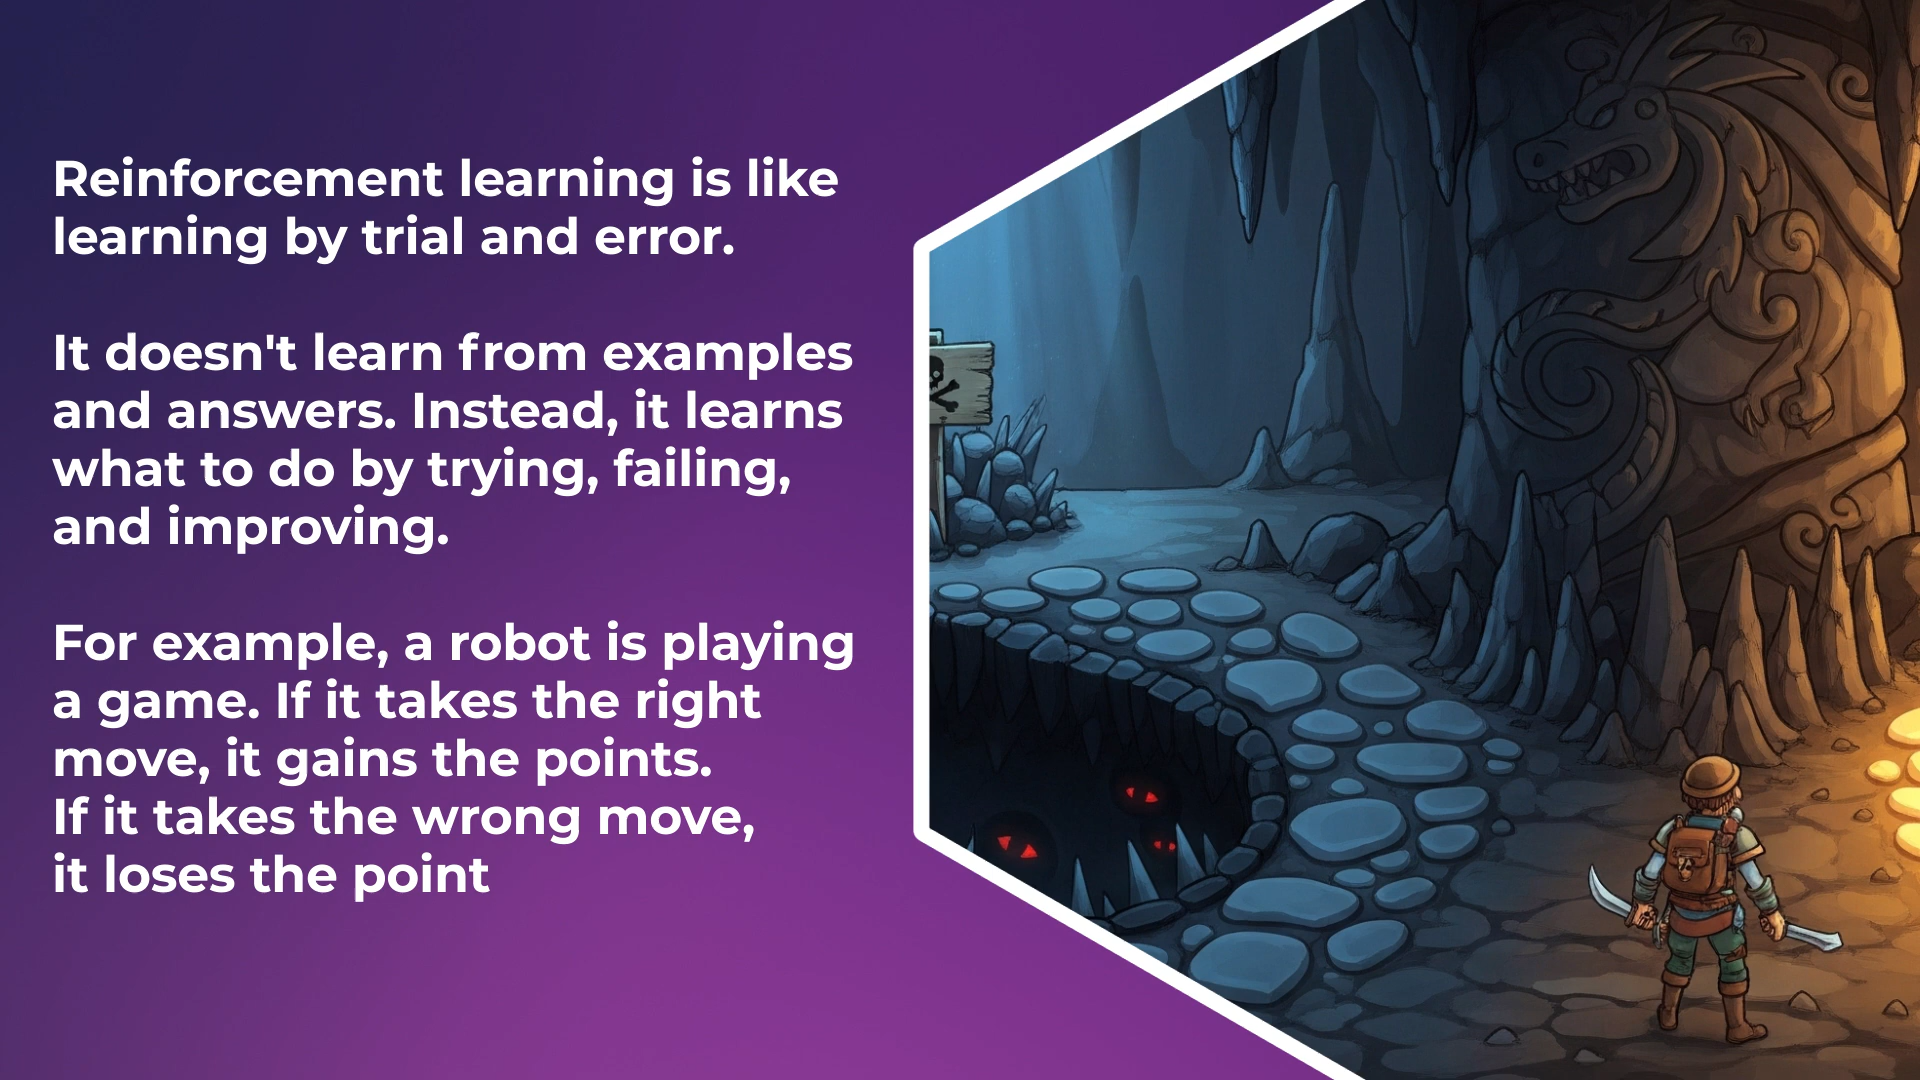 Reinforcement learning is like
learning by trial and error.
It doesn't learn from examples
and answers. Instead, it learns
what to do by trying, failing,
and improving.
For example, a robot is playing
a game. If it takes the right
move, it gains the points.
If it takes the wrong move,
it loses the point